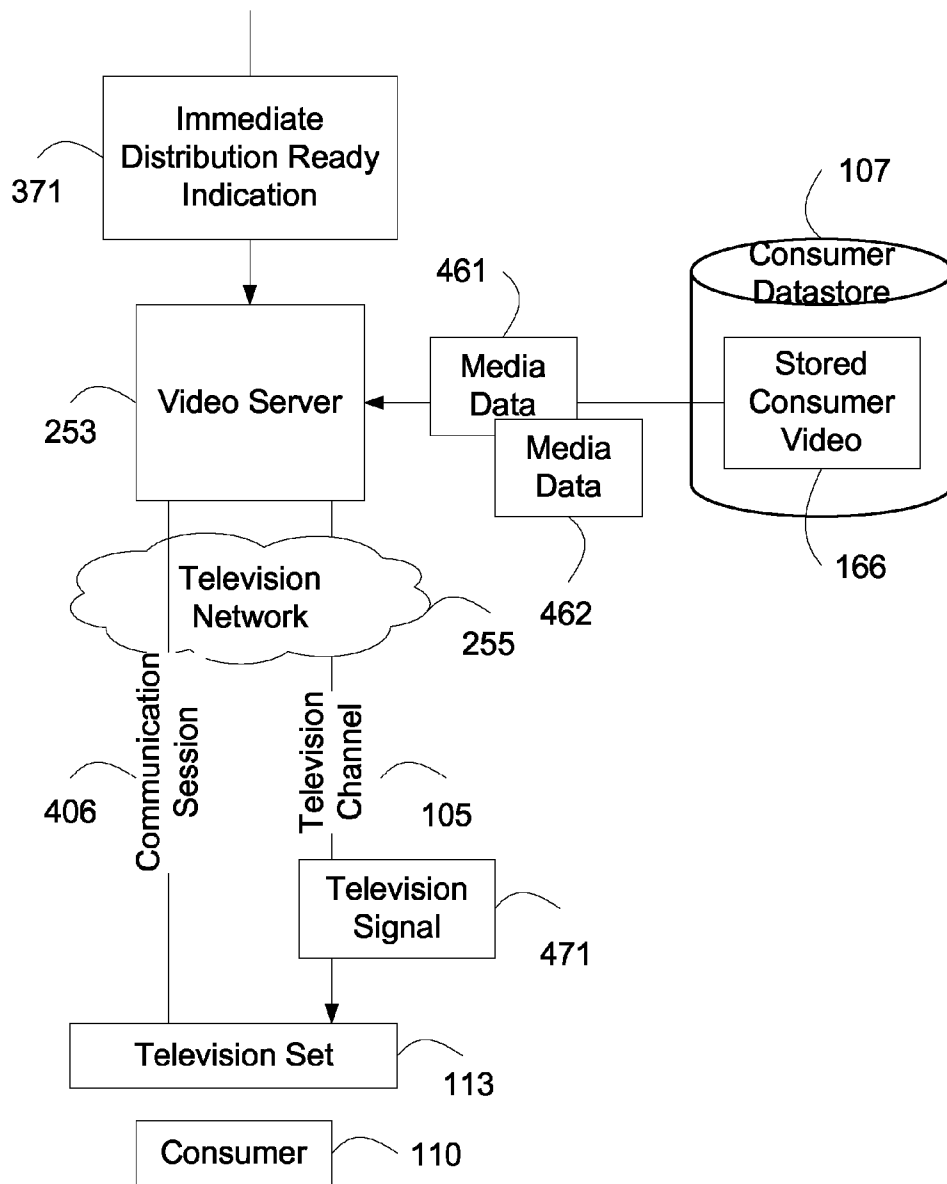 Immediate
Distribution Ready
Indication
371
107
Consumer
Datastore
461
Media
Data
Stored
Consumer
Video
Video Server
253
Media
Data
462
166
Television
Network
255
Communication
Session
406
Television
Channel
105
Television
Signal
471
Television Set
113
Consumer
110